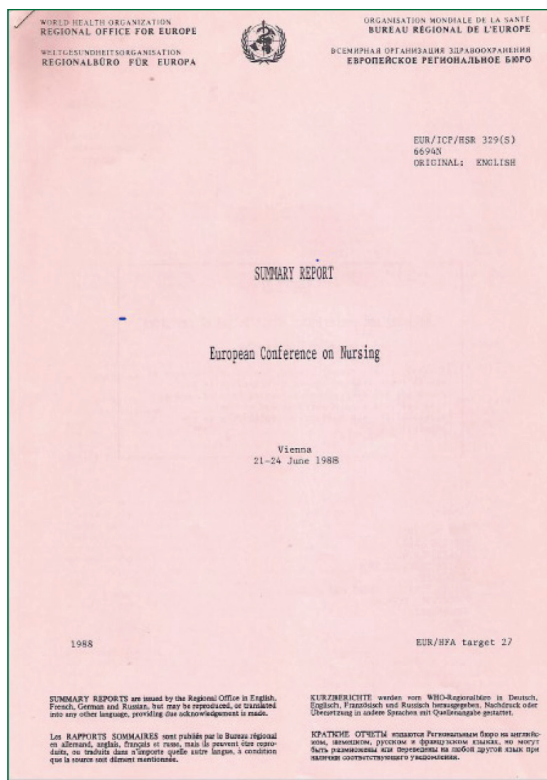 WORLD HEALTH ORGANIZATION
REGIONAL OFFICE FOR EUROPE
WELTGESUNDHEITSORGANISATION
REGIONALBÜRO FÜR EUROPA
ORGANISATION MONDIALE DE LA SANTÉ
BUREAU RÉGIONAL DE L'EUROPE
ВСЕМИРНАЯ ОРГАНИЗАЦИЯ ЗДРАВООХРАНЕНИЯ
ЕВРОПЕЙСКОЕ РЕГИОНАЛЬНОЕ БЮРО
EUR/ICP/HSR 329(S)
6694N
ORIGINAL: ENGLISH
SUMMARY REPORT
European Conference on Nursing
Vienna
21-24 June 1988
1988
EUR/HFA target 27
SUMMARY REPORTS are issued by the Regional Office in English,
French, German and Russian, but may be reproduced, or translated
into any other language, providing due acknowledgement is made.
Les RAPPORTS SOMMAIRES sont publiés par le Bureau régional
en allemand, anglais, français et russe, mais ils peuvent être repro-
duits, ou traduits dans n'importe quelle autre langue, à condition
que la source soit dûment mentionnée.
KURZBERICHTE werden vom WHO-Regionalbüro in Deutsch,
Englisch, Französisch und Russisch herausgegeben. Nachdruck oder
Übersetzung in andere Sprachen mit Quellenangabe gestattet.
КРАТКИЕ ОТЧЕТЫ издаются Региональным бюро на английс-
ком, немецком, русском и французском языках, но могут
быть размножены или переведены на любой другой язык при
наличии соответствующего уведомления.